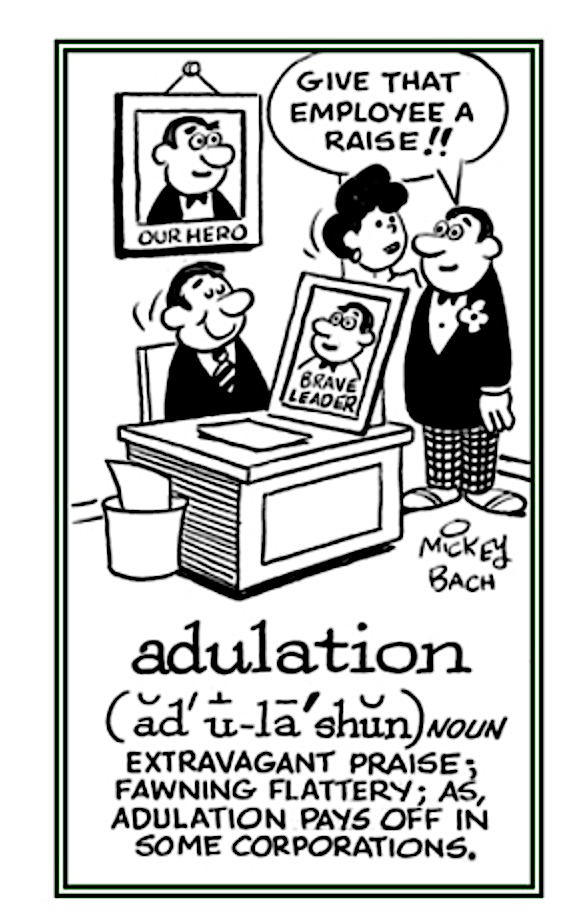 GIVE THAT
EMPLOYEE A
RAISE!!
OUR HERO
BRAVE
LEADER
MICKEY
BACH
adulation
(ăd′ u̇-lā′shŭn) NOUN
EXTRAVAGANT PRAISE;
FAWNING FLATTERY; AS,
ADULATION PAYS OFF IN
SOME CORPORATIONS.